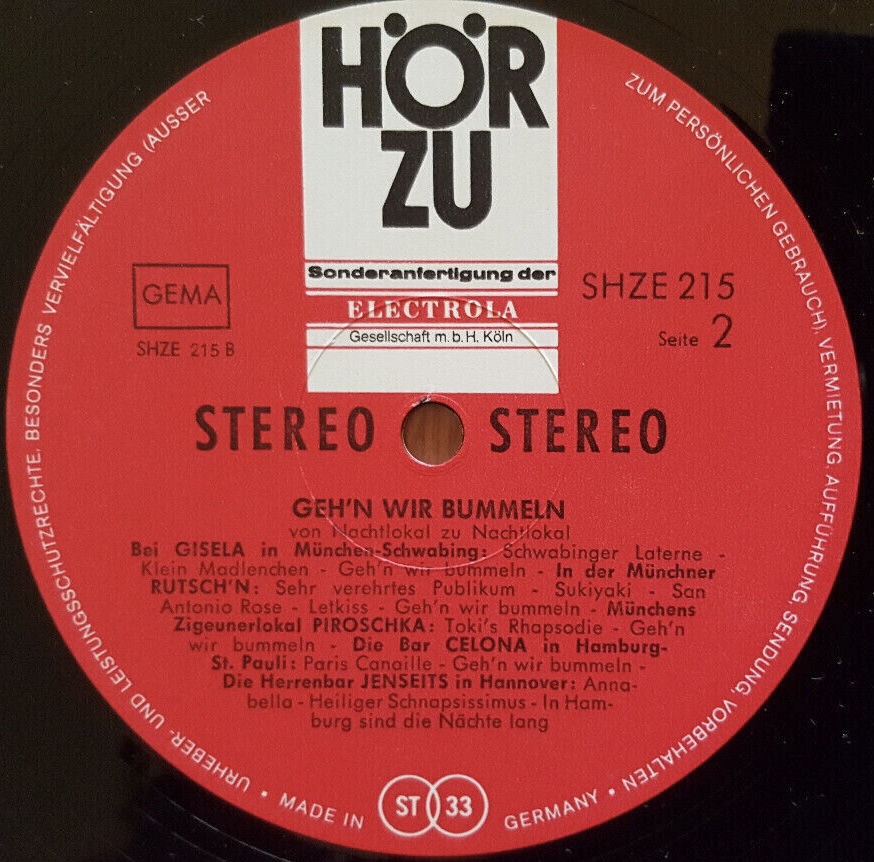 HÖR
ZU
Sonderanfertigung der
ELECTROLA
Gesellschaft m.b.H. Köln
GEMA
SHZE 215 B
SHZE 215
Seite 2
STEREO STEREO
GEH'N WIR BUMMELN
von Nachtlokal zu Nachtlokal
Bei GISELA in München-Schwabing: Schwabinger Laterne -
Klein Madlenchen - Geh'n wir bummeln - In der Münchner
RUTSCH'N: Sehr verehrtes Publikum - Sukiyaki - San
Antonio Rose - Letkiss - Geh'n wir bummeln - Münchens
Zigeunerlokal PIROSCHKA: Toki's Rhapsodie - Geh'n
wir bummeln - Die Bar CELONA in Hamburg-
St. Pauli: Paris Canaille - Geh'n wir bummeln -
Die Herrenbar JENSEITS in Hannover: Anna-
bella - Heiliger Schnapsissimus - In Ham-
burg sind die Nächte lang
URHEBER- UND LEISTUNGSSCHUTZRECHTE, BESONDERS VERVIELFÄLTIGUNG (AUSSER
ZUM PERSÖNLICHEN GEBRAUCH), VERMIETUNG, AUFFÜHRUNG, SENDUNG, VORBEHALTEN
• MADE IN
ST 33
GERMANY •